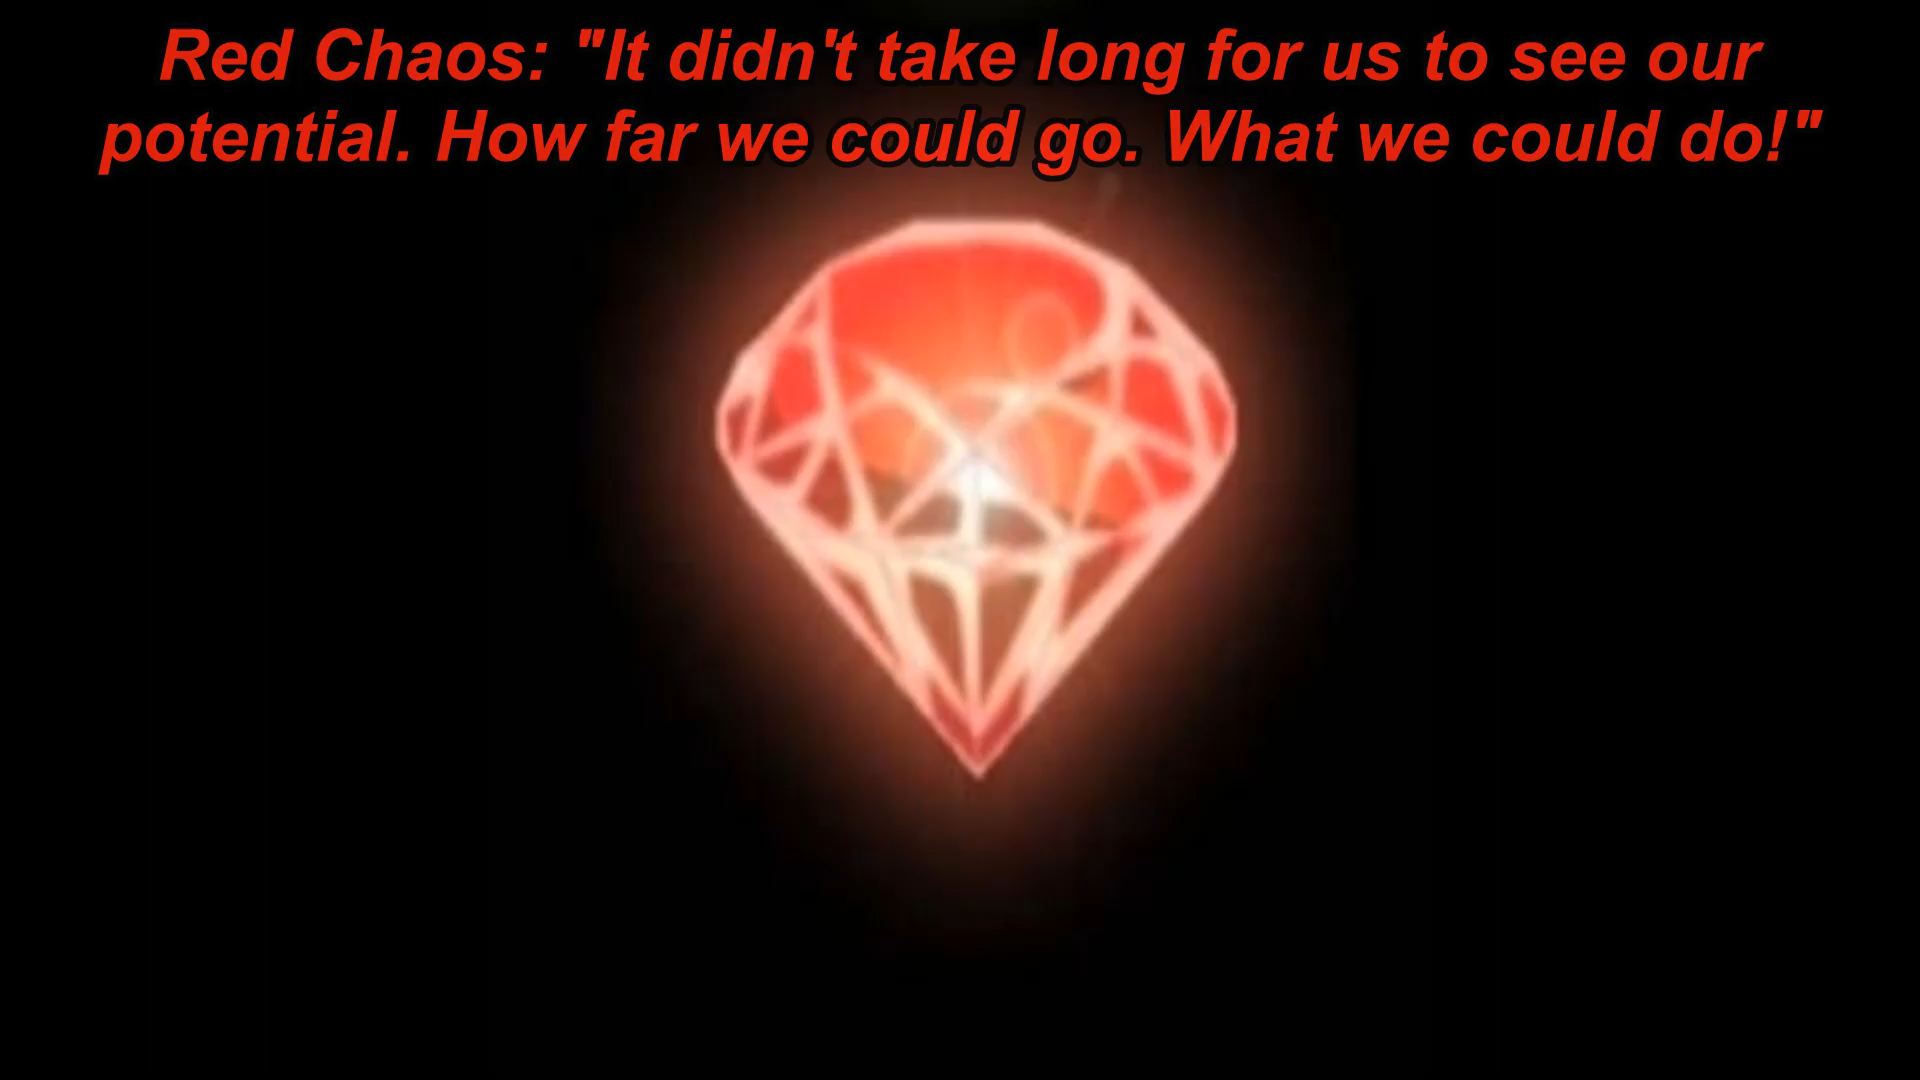 Red Chaos: "It didn't take long for us to see our
potential. How far we could go. What we could do!"